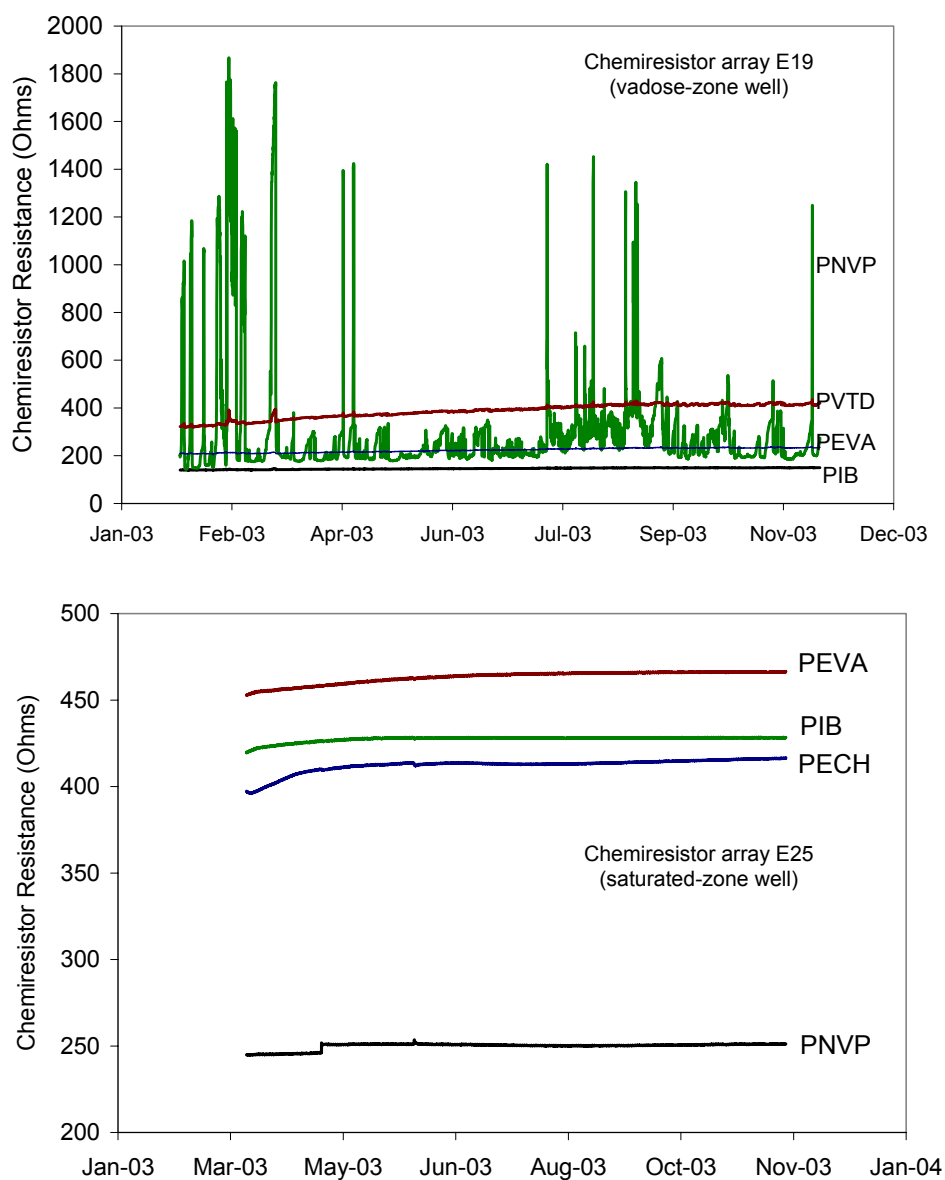 2000
1800
1600
1400
1200
1000
800
600
400
200
0
Chemiresistor Resistance (Ohms)
Chemiresistor array E19
(vadose-zone well)
PNVP
PVTD
PEVA
PIB
Jan-03 Feb-03 Apr-03 Jun-03 Jul-03 Sep-03 Nov-03 Dec-03
500
450
400
350
300
250
200
Chemiresistor Resistance (Ohms)
PEVA
PIB
PECH
Chemiresistor array E25
(saturated-zone well)
PNVP
Jan-03 Mar-03 May-03 Jun-03 Aug-03 Oct-03 Nov-03 Jan-04